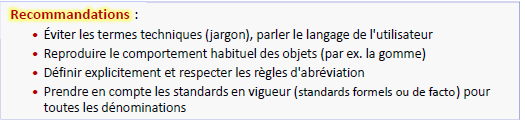 Recommandations :
• Éviter les termes techniques (jargon), parler le langage de l'utilisateur
• Reproduire le comportement habituel des objets (par ex. la gomme)
• Définir explicitement et respecter les règles d'abréviation
• Prendre en compte les standards en vigueur (standards formels ou de facto) pour
toutes les dénominations